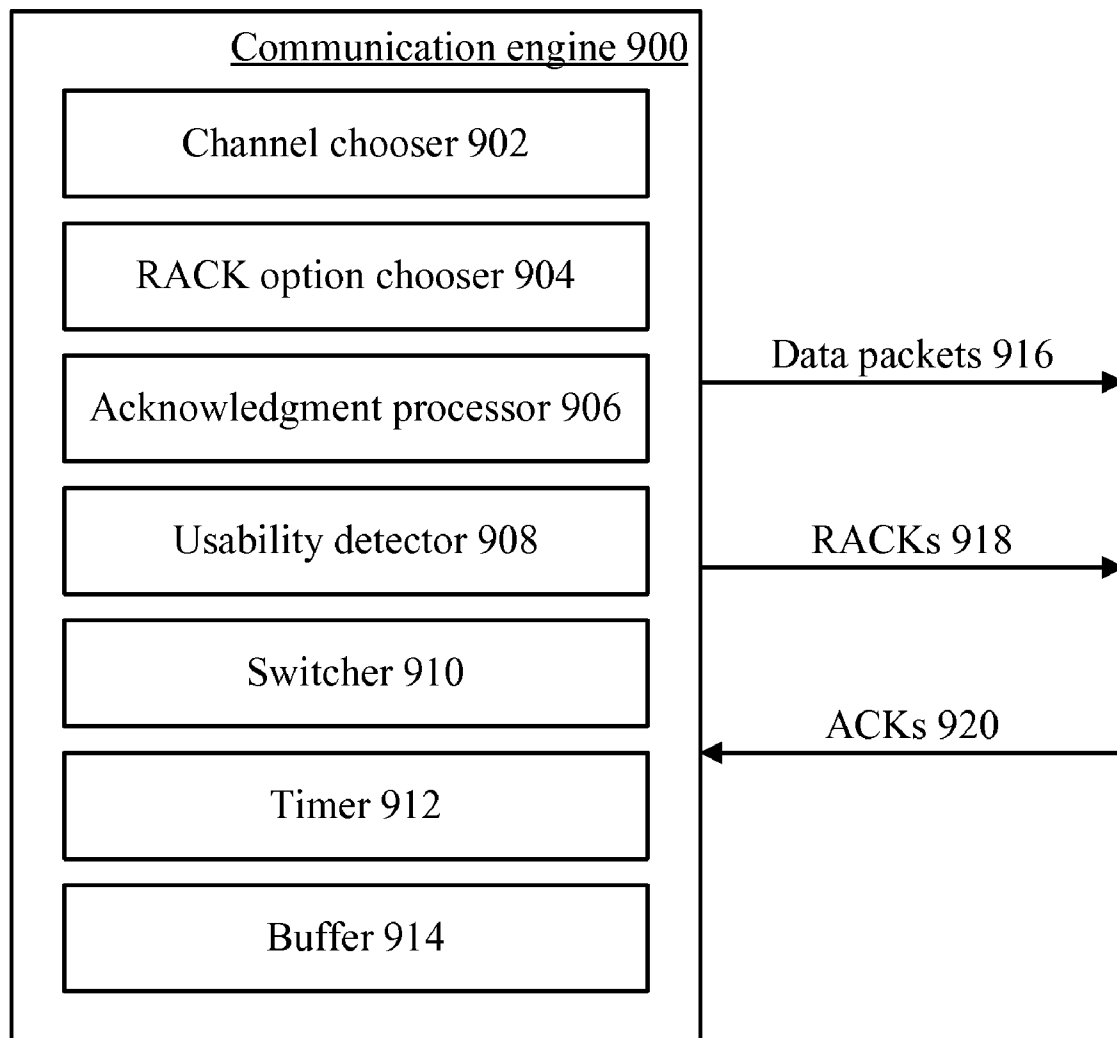 Communication engine 900
Channel chooser 902
RACK option chooser 904
Acknowledgment processor 906
Usability detector 908
Switcher 910
Timer 912
Buffer 914
Data packets 916
RACKs 918
ACKs 920